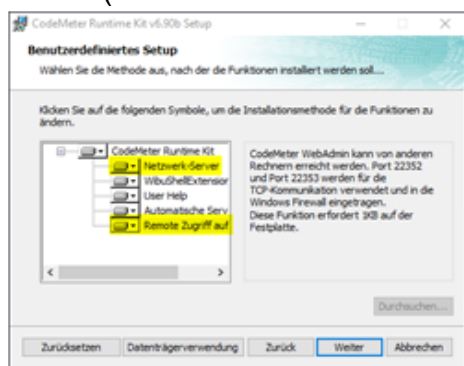 CodeMeter Runtime Kit v6.90b Setup
Benutzerdefiniertes Setup
Wählen Sie die Methode aus, nach der die Funktionen installiert werden soll....
Klicken Sie auf die folgenden Symbole, um die Installationsmethode für die Funktionen zu
ändern.
CodeMeter Runtime Kit
Netzwerk-Server
WibuShellExtension
User Help
Automatische Serv
Remote Zugriff auf
CodeMeter WebAdmin kann von anderen
Rechnern erreicht werden. Port 22352
und Port 22353 werden für die
TCP-Kommunikation verwendet und in die
Windows Firewall eingetragen.
Diese Funktion erfordert 1KB auf der
Festplatte.
Durchsuchen...
Zurücksetzen
Datenträgerverwendung
Zurück
Weiter
Abbrechen